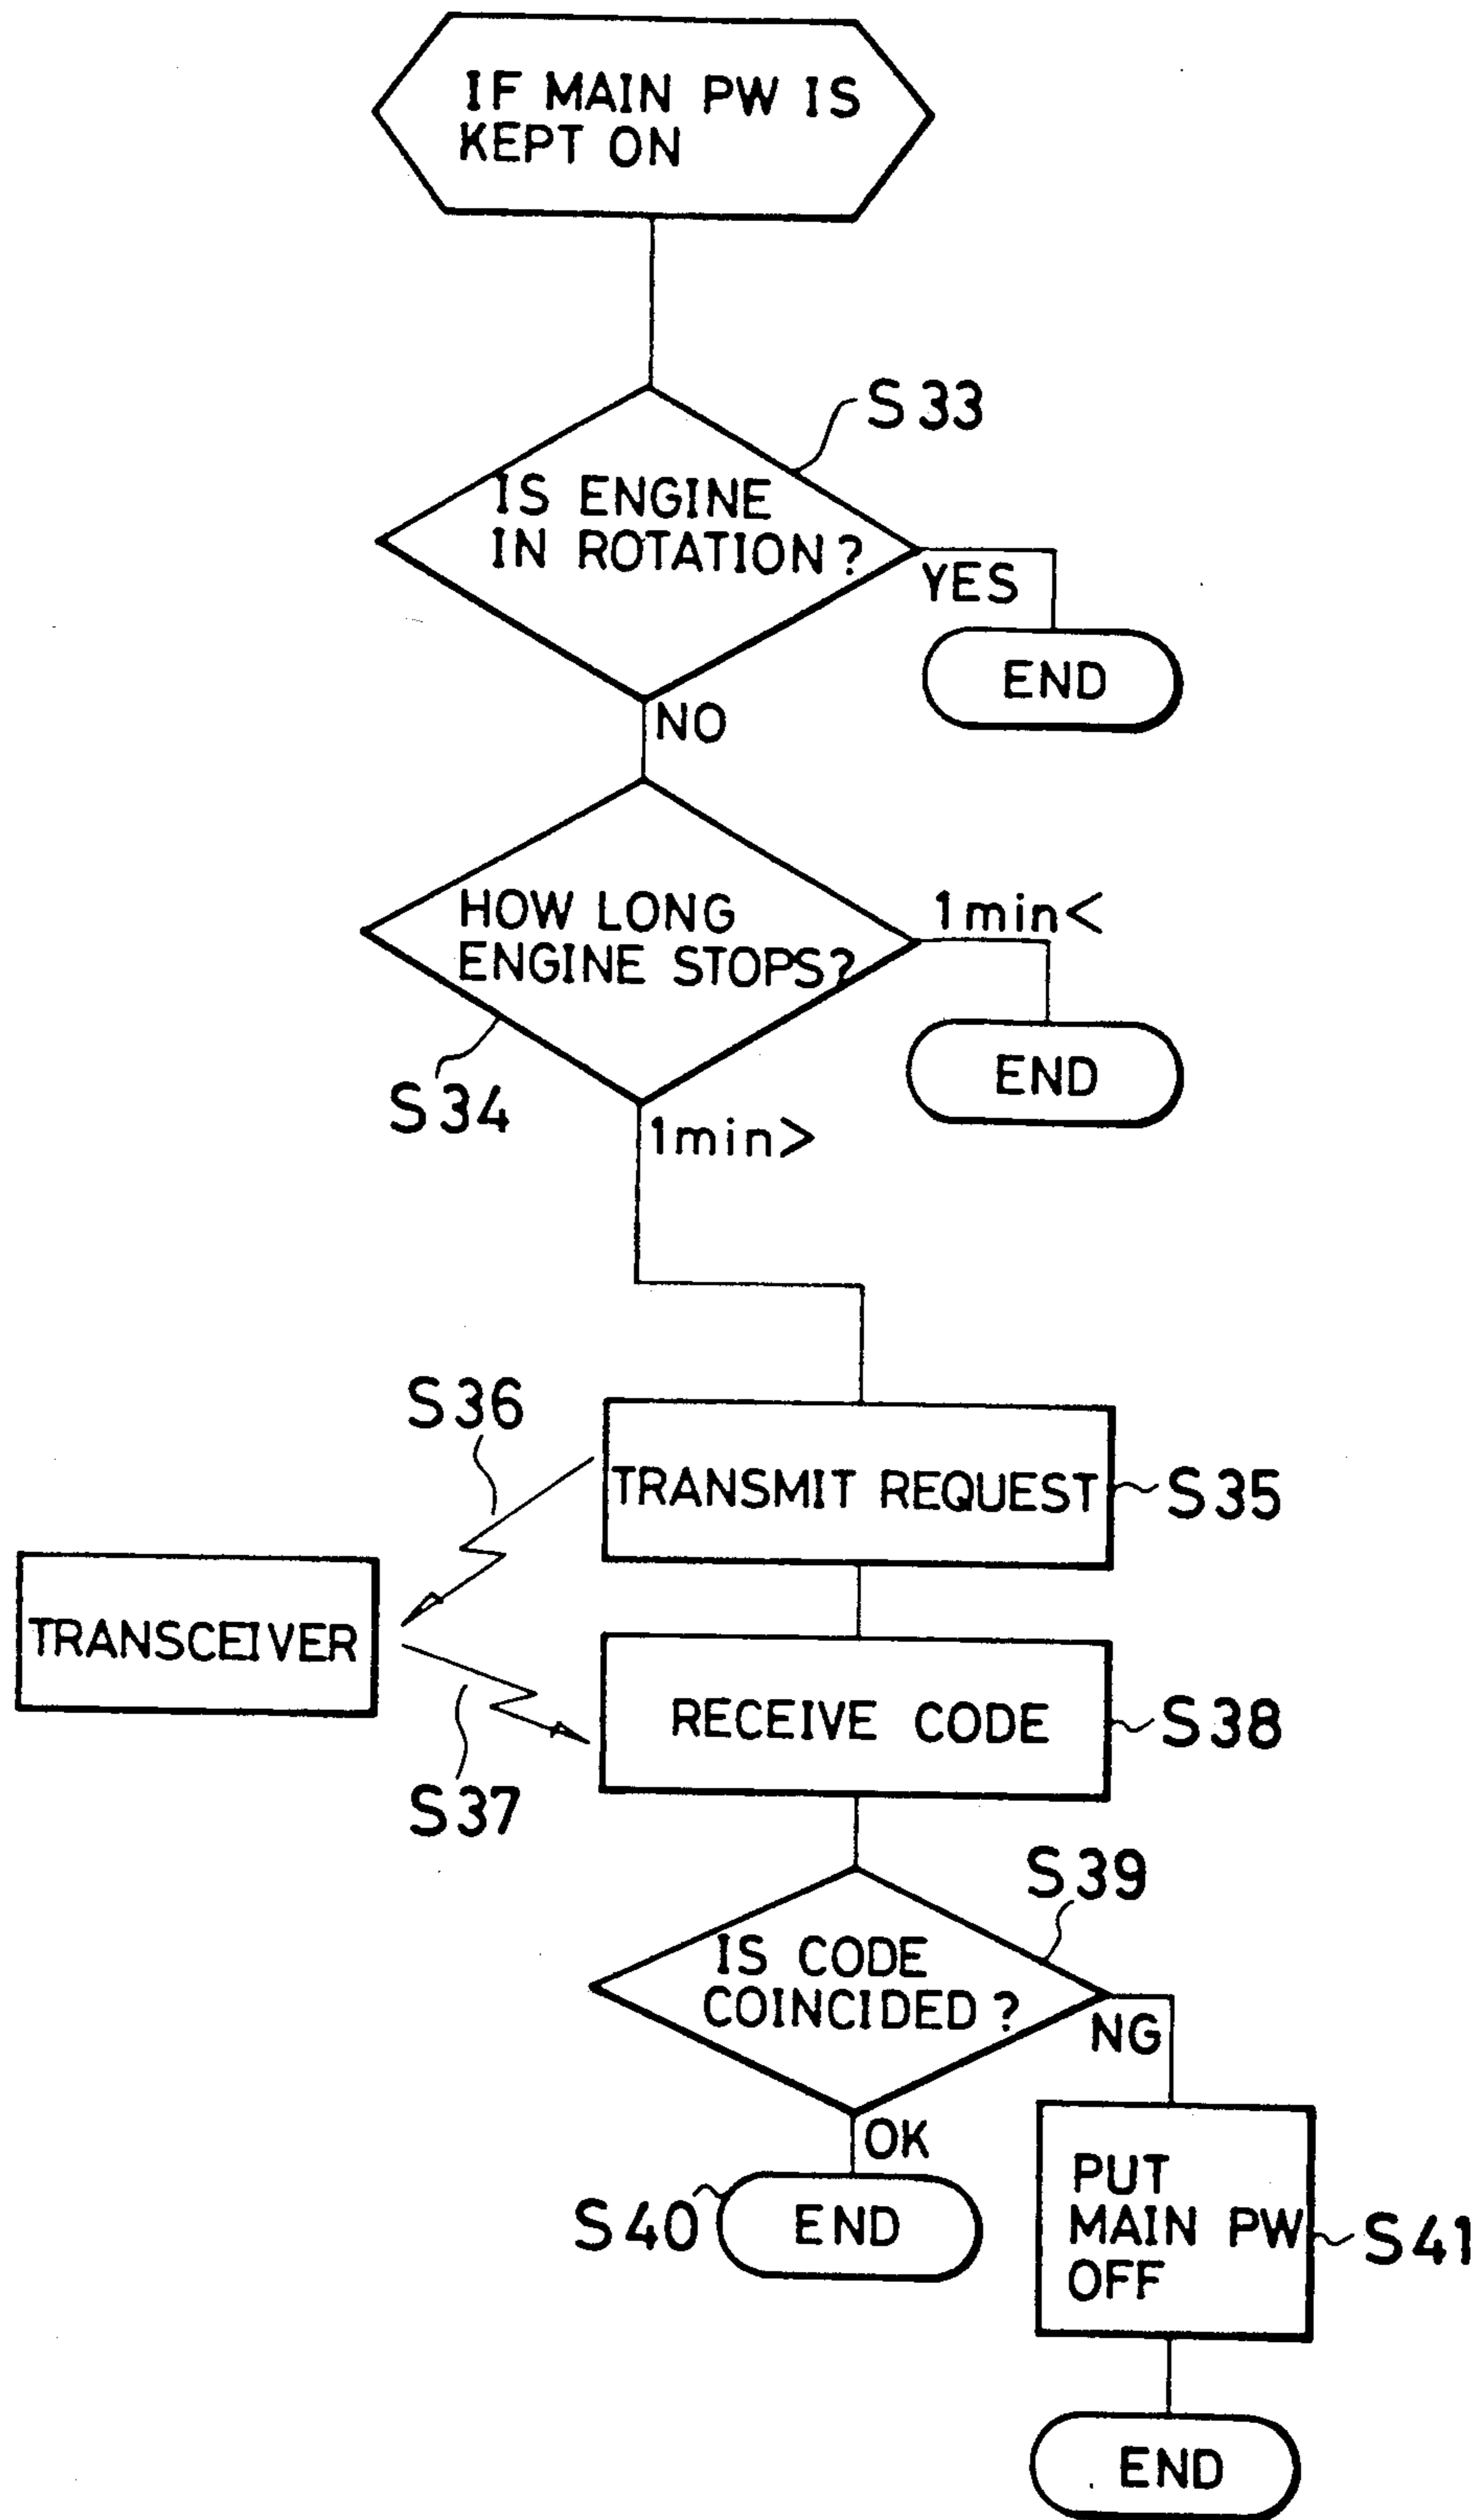 IF MAIN PW IS
KEPT ON
S33
IS ENGINE
IN ROTATION?
YES
END
NO
HOW LONG
ENGINE STOPS?
1min<
END
S34
1min>
S36
TRANSMIT REQUEST
S35
TRANSCEIVER
RECEIVE CODE
S38
S37
S39
IS CODE
COINCIDED?
NG
OK
S40
END
PUT
MAIN PW
OFF
S41
END